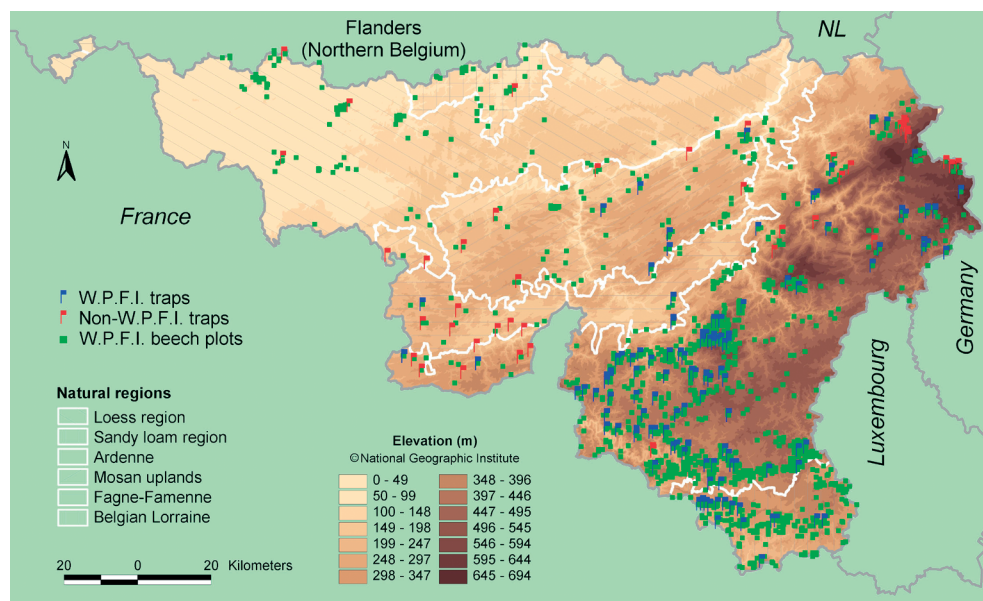 Flanders
(Northern Belgium)
NL
N
France
Germany
Luxembourg
W.P.F.I. traps
Non-W.P.F.I. traps
W.P.F.I. beech plots
Natural regions
Loess region
Sandy loam region
Ardenne
Mosan uplands
Fagne-Famenne
Belgian Lorraine
Elevation (m)
©National Geographic Institute
0 - 49
50 - 99
100 - 148
149 - 198
199 - 247
248 - 297
298 - 347
348 - 396
397 - 446
447 - 495
496 - 545
546 - 594
595 - 644
645 - 694
20 0 20 Kilometers